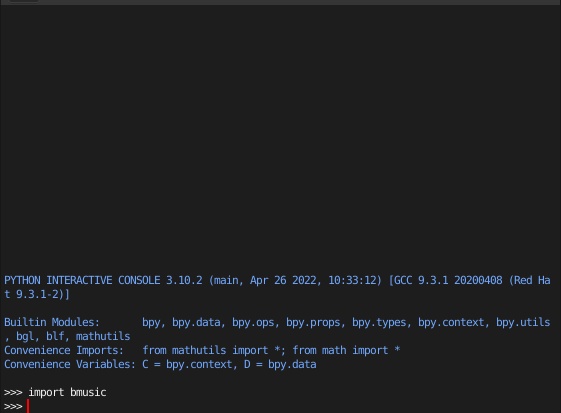 PYTHON INTERACTIVE CONSOLE 3.10.2 (main, Apr 26 2022, 10:33:12) [GCC 9.3.1 20200408 (Red Ha
t 9.3.1-2)]
Builtin Modules:       bpy, bpy.data, bpy.ops, bpy.props, bpy.types, bpy.context, bpy.utils
, bgl, blf, mathutils
Convenience Imports:   from mathutils import *; from math import *
Convenience Variables: C = bpy.context, D = bpy.data
>>> import bmusic
>>>